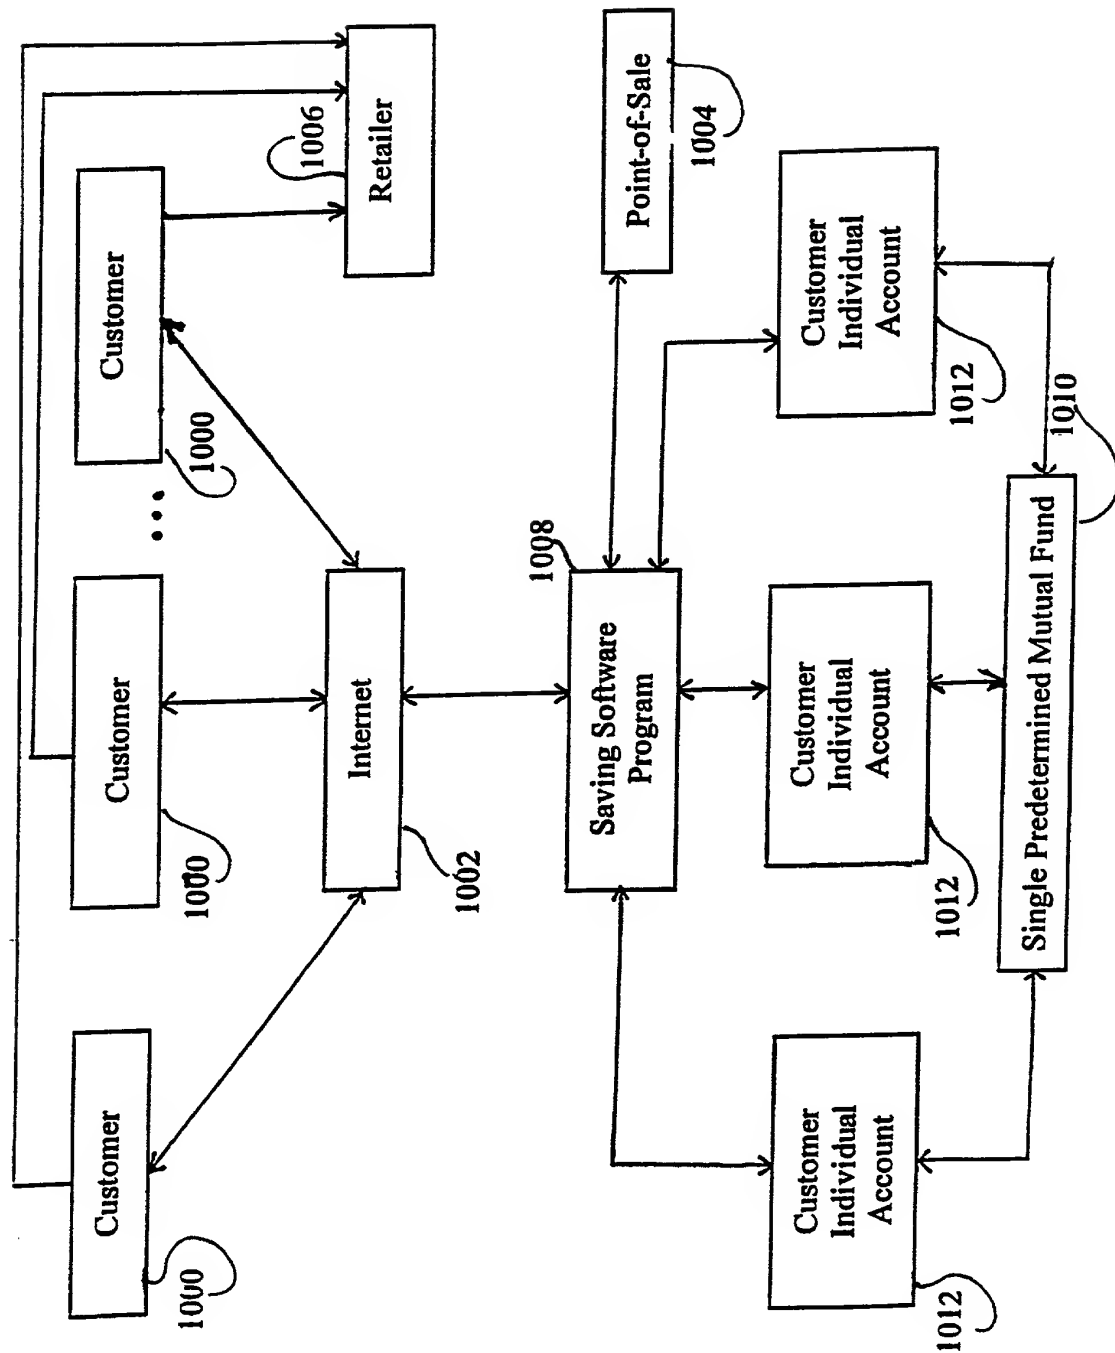 Customer
1000
Customer
1000
...
Customer
1000
Retailer
1006
Internet
1002
Saving Software
Program
1008
Point-of-Sale
1004
Customer
Individual
Account
1012
Customer
Individual
Account
1012
Customer
Individual
Account
1012
Single Predetermined Mutual Fund
1010